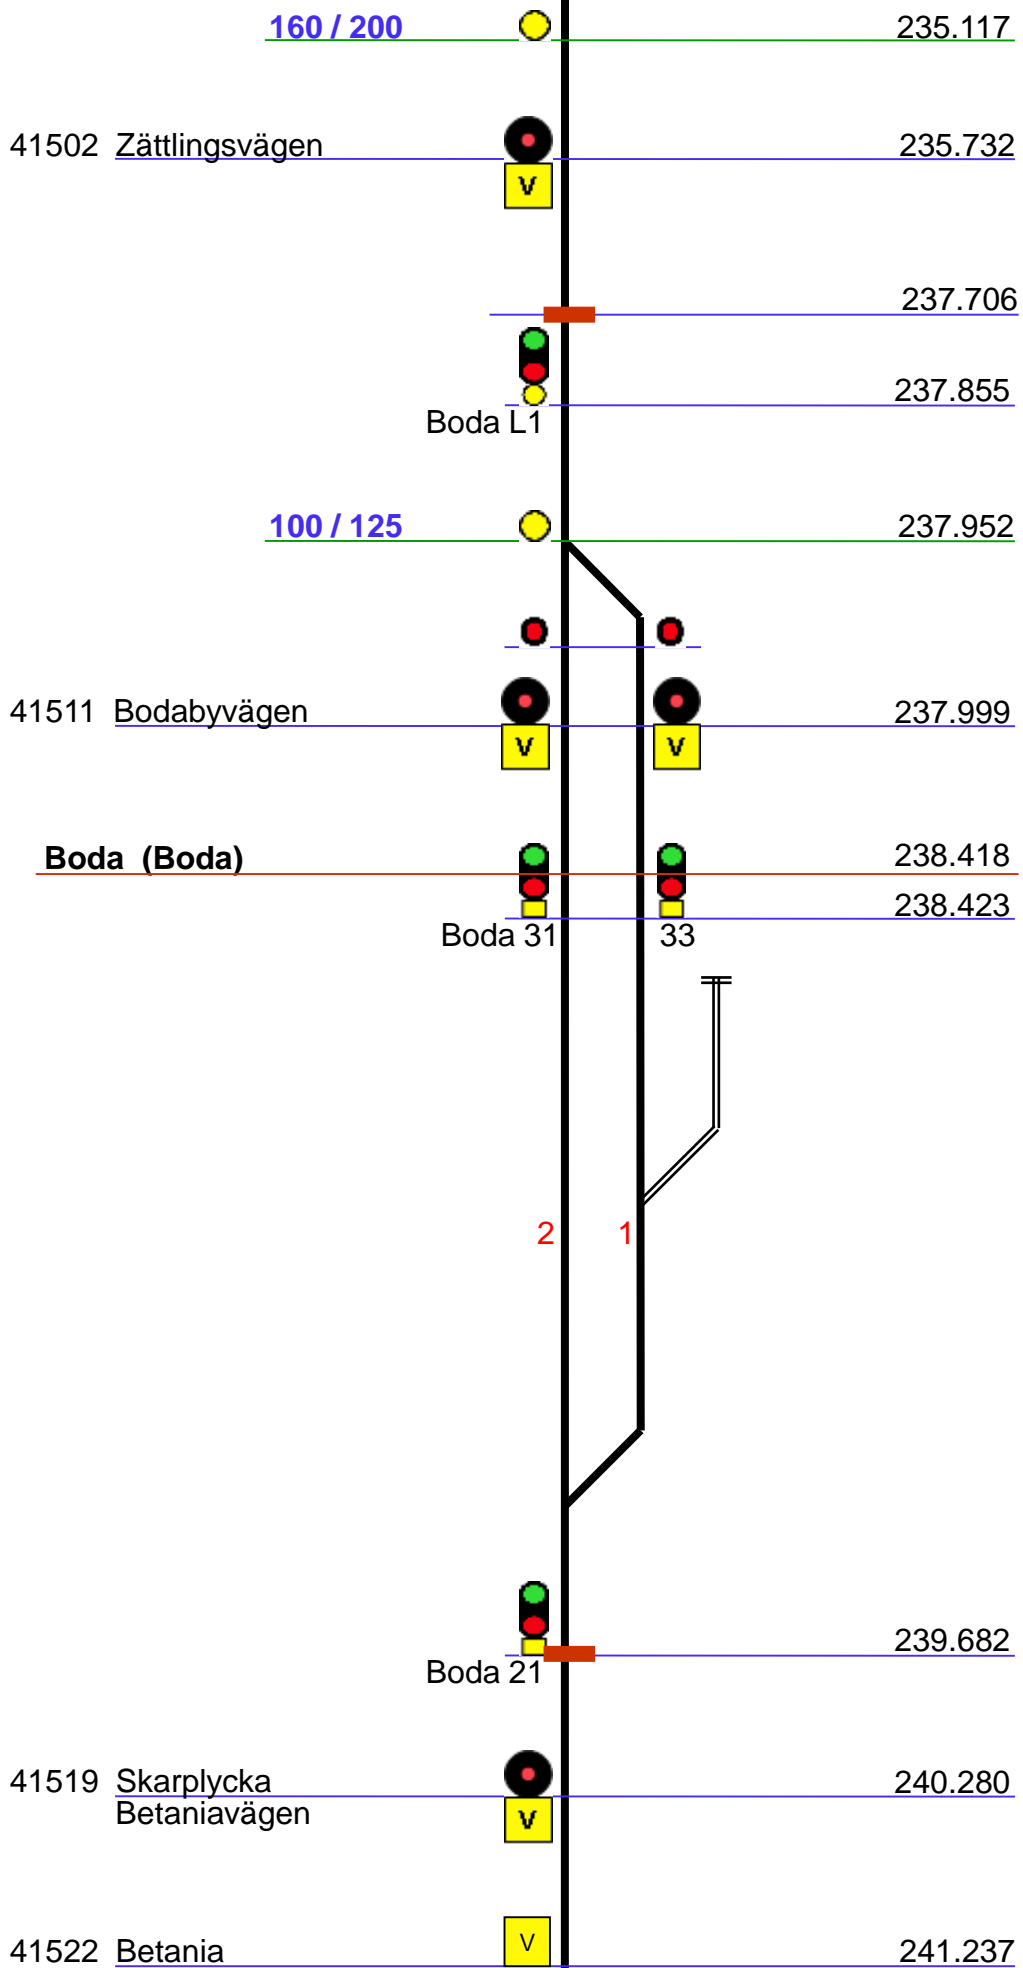 160 / 200 235.117
41502 Zättlingsvägen 235.732
V
237.706
237.855
Boda L1
100 / 125 237.952
41511 Bodabyvägen 237.999
V V
Boda (Boda) 238.418
238.423
Boda 31 33
2 1
239.682
Boda 21
41519 Skarplycka 240.280
Betaniavägen
V
V
41522 Betania 241.237